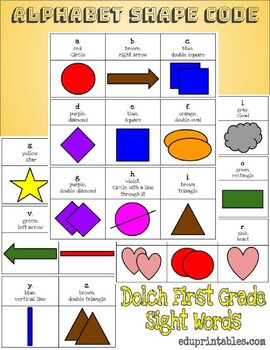 ALPHABET SHAPE CODE
a.
red
circle
b.
brown,
right arrow
c.
blue,
double square
d.
purple,
diamond
e.
blue,
square
f.
orange,
double oval
l.
gray,
cloud
s.
yellow,
star
g.
purple,
double diamond
h.
violet,
circle with a line
through it
i.
brown
triangle
o.
green
rectangle
v.
green,
left arrow
r.
pink,
heart
y.
blue,
vertical line
z.
brown,
double triangle
Dolch First Grade
Sight Words
eduprintables.com